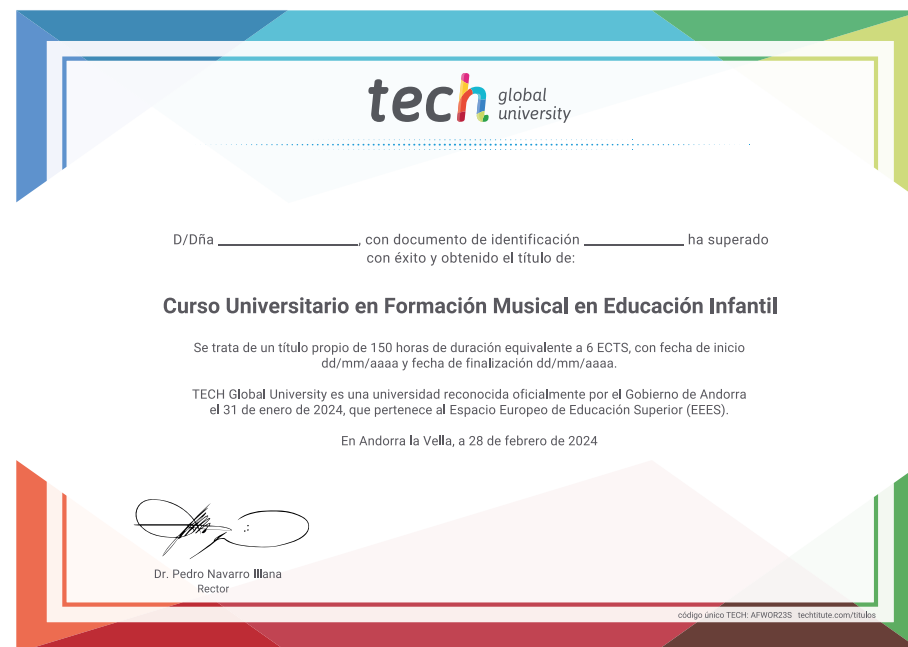 tech global university
D/Dña ____________________, con documento de identificación ______________ ha superado
con éxito y obtenido el título de:
Curso Universitario en Formación Musical en Educación Infantil
Se trata de un título propio de 150 horas de duración equivalente a 6 ECTS, con fecha de inicio
dd/mm/aaaa y fecha de finalización dd/mm/aaaa.
TECH Global University es una universidad reconocida oficialmente por el Gobierno de Andorra
el 31 de enero de 2024, que pertenece al Espacio Europeo de Educación Superior (EEES).
En Andorra la Vella, a 28 de febrero de 2024
Dr. Pedro Navarro Illana
Rector
código único TECH: AFWOR23S techtitute.com/titulos